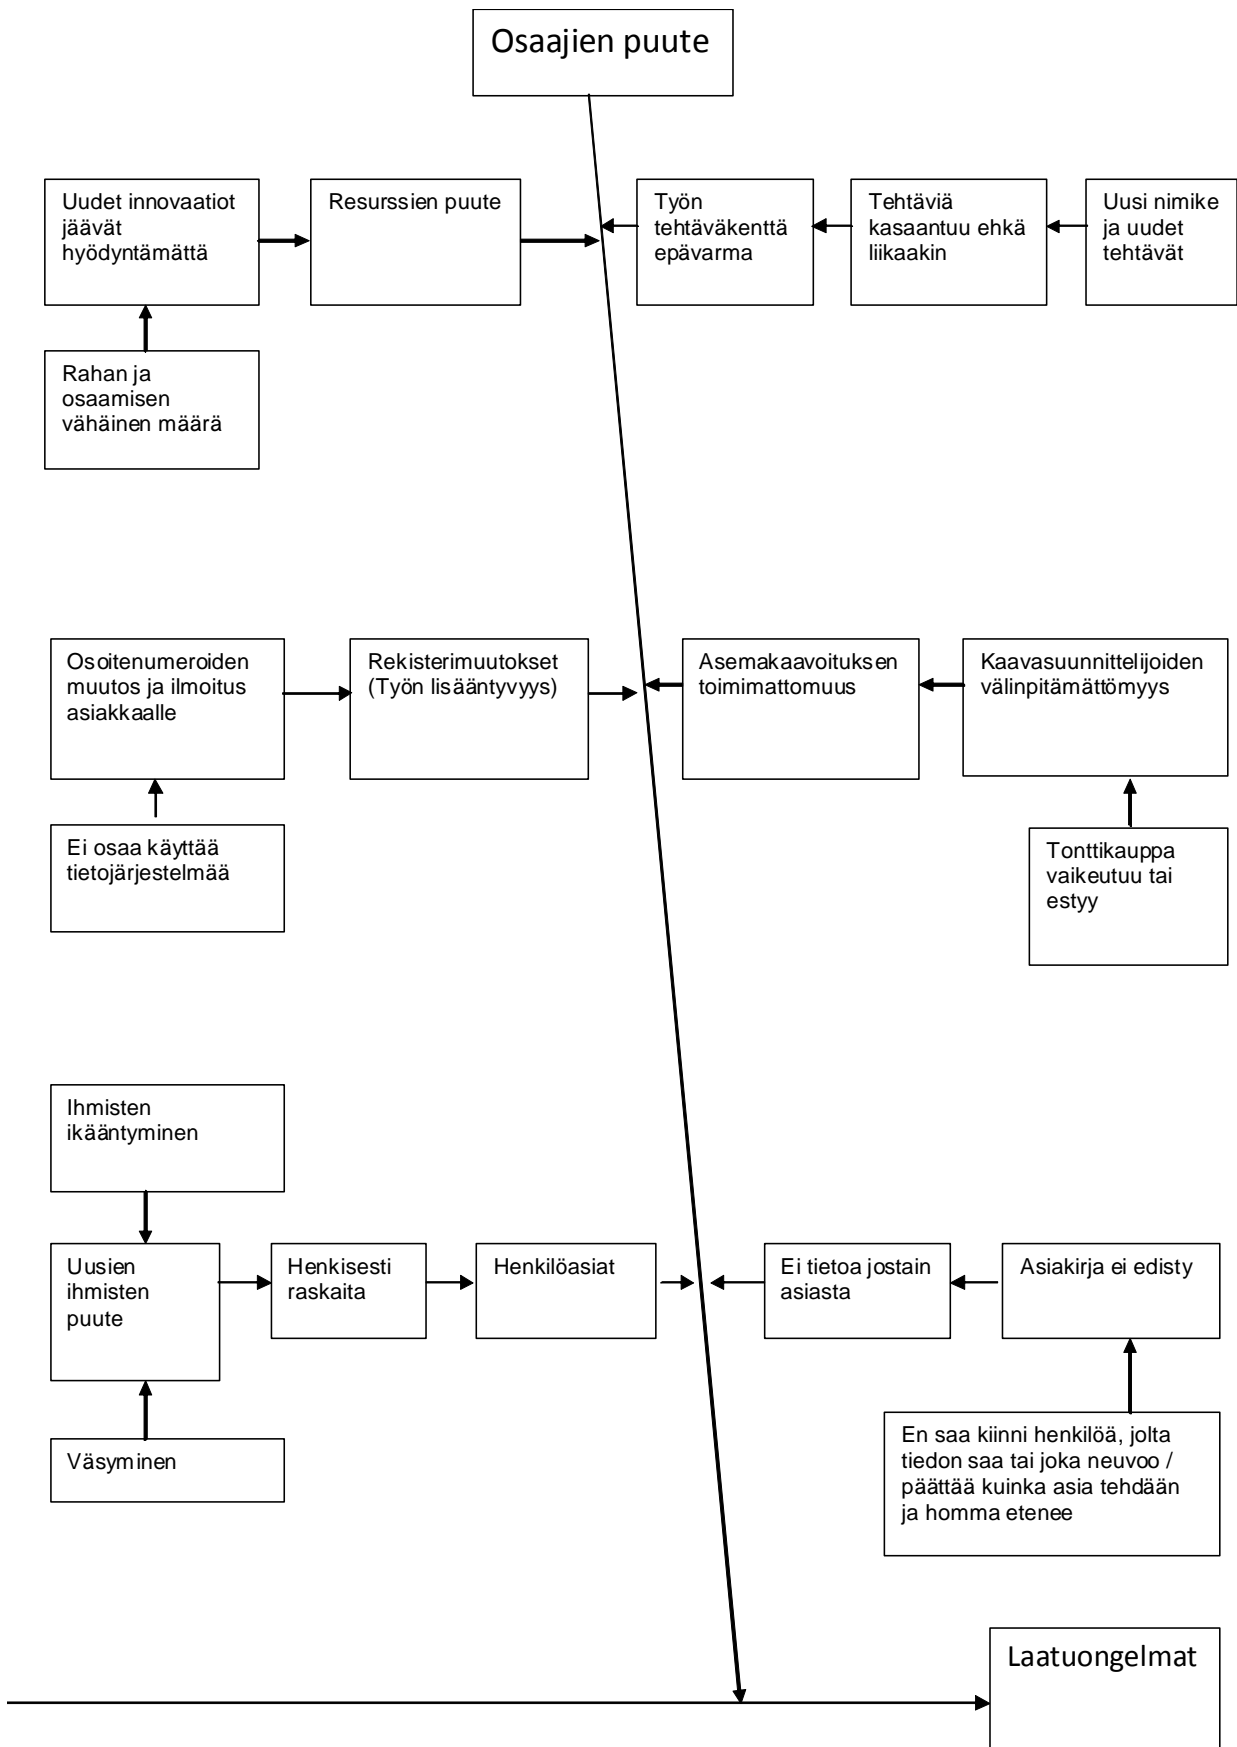 Osaajien puute
Uudet innovaatiot
jäävät
hyödyntämättä
Resurssien puute
Työn
tehtäväkenttä
epävarma
Tehtäviä
kasaantuu ehkä
liikaakin
Uusi nimike
ja uudet
tehtävät
Rahan ja
osaamisen
vähäinen määrä
Osoitenumeroiden
muutos ja ilmoitus
asiakkaalle
Rekisterimuutokset
(Työn lisääntyvyys)
Asemakaavoituksen
toimimattomuus
Kaavasuunnittelijoiden
välinpitämättömyys
Ei osaa käyttää
tietojärjestelmää
Tonttikauppa
vaikeutuu tai
estyy
Ihmisten
ikääntyminen
Uusien
ihmisten
puute
Henkisesti
raskaita
Henkilöasiat
Ei tietoa jostain
asiasta
Asiakirja ei edisty
Väsyminen
En saa kiinni henkilöä, jolta
tiedon saa tai joka neuvoo /
päättää kuinka asia tehdään
ja homma etenee
Laatuongelmat